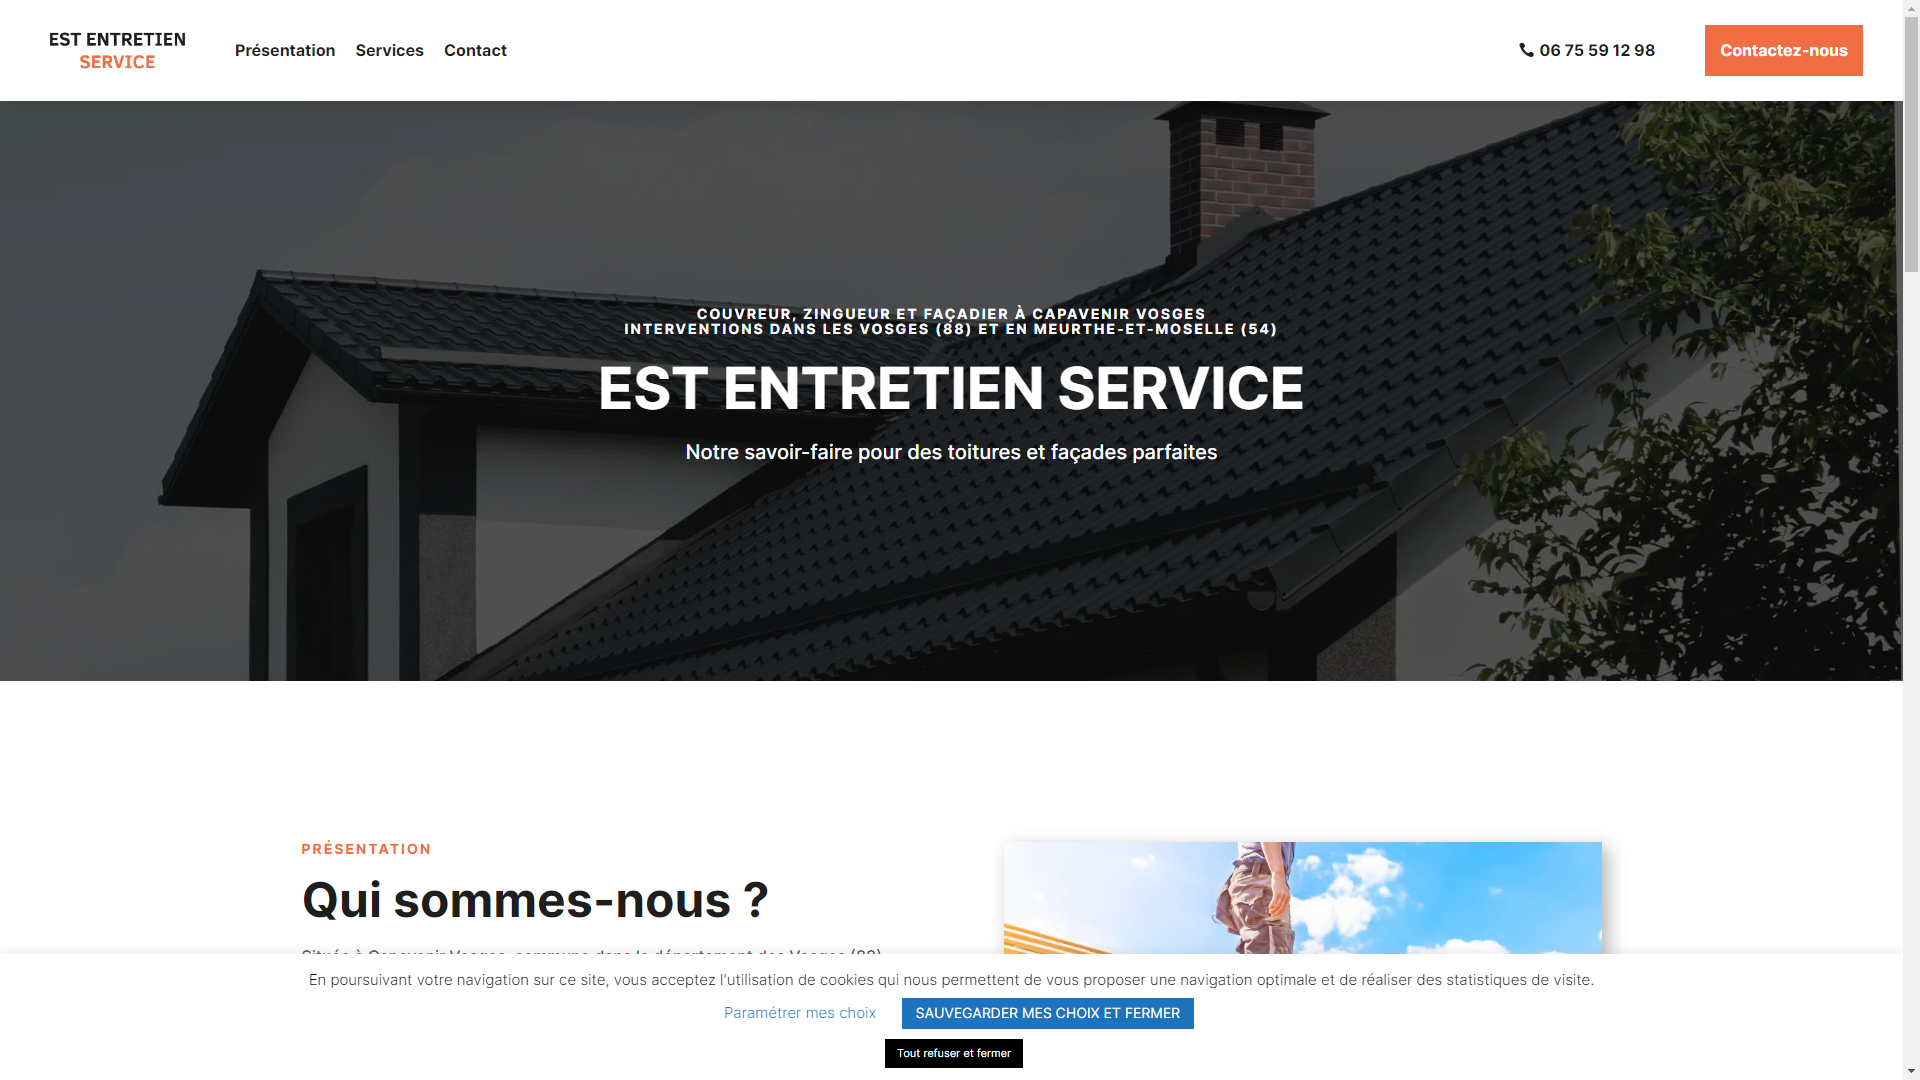 EST ENTRETIEN
SERVICE
Présentation
Services
Contact
06 75 59 12 98
Contactez-nous
COUVREUR, ZINGUEUR ET FAÇADIER À CAPAVENIR VOSGES
INTERVENTIONS DANS LES VOSGES (88) ET EN MEURTHE-ET-MOSELLE (54)
EST ENTRETIEN SERVICE
Notre savoir-faire pour des toitures et façades parfaites
PRÉSENTATION
Qui sommes-nous ?
Située à Capavenir Vosges, commune dans le département des Vosges (88),
En poursuivant votre navigation sur ce site, vous acceptez l'utilisation de cookies qui nous permettent de vous proposer une navigation optimale et de réaliser des statistiques de visite.
Paramétrer mes choix
SAUVEGARDER MES CHOIX ET FERMER
Tout refuser et fermer